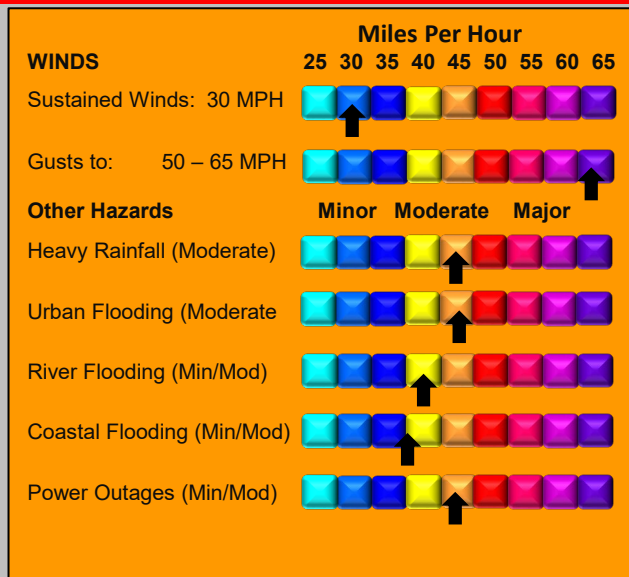 Miles Per Hour
WINDS 25 30 35 40 45 50 55 60 65
Sustained Winds: 30 MPH
Gusts to: 50 – 65 MPH
Other Hazards Minor Moderate Major
Heavy Rainfall (Moderate)
Urban Flooding (Moderate
River Flooding (Min/Mod)
Coastal Flooding (Min/Mod)
Power Outages (Min/Mod)